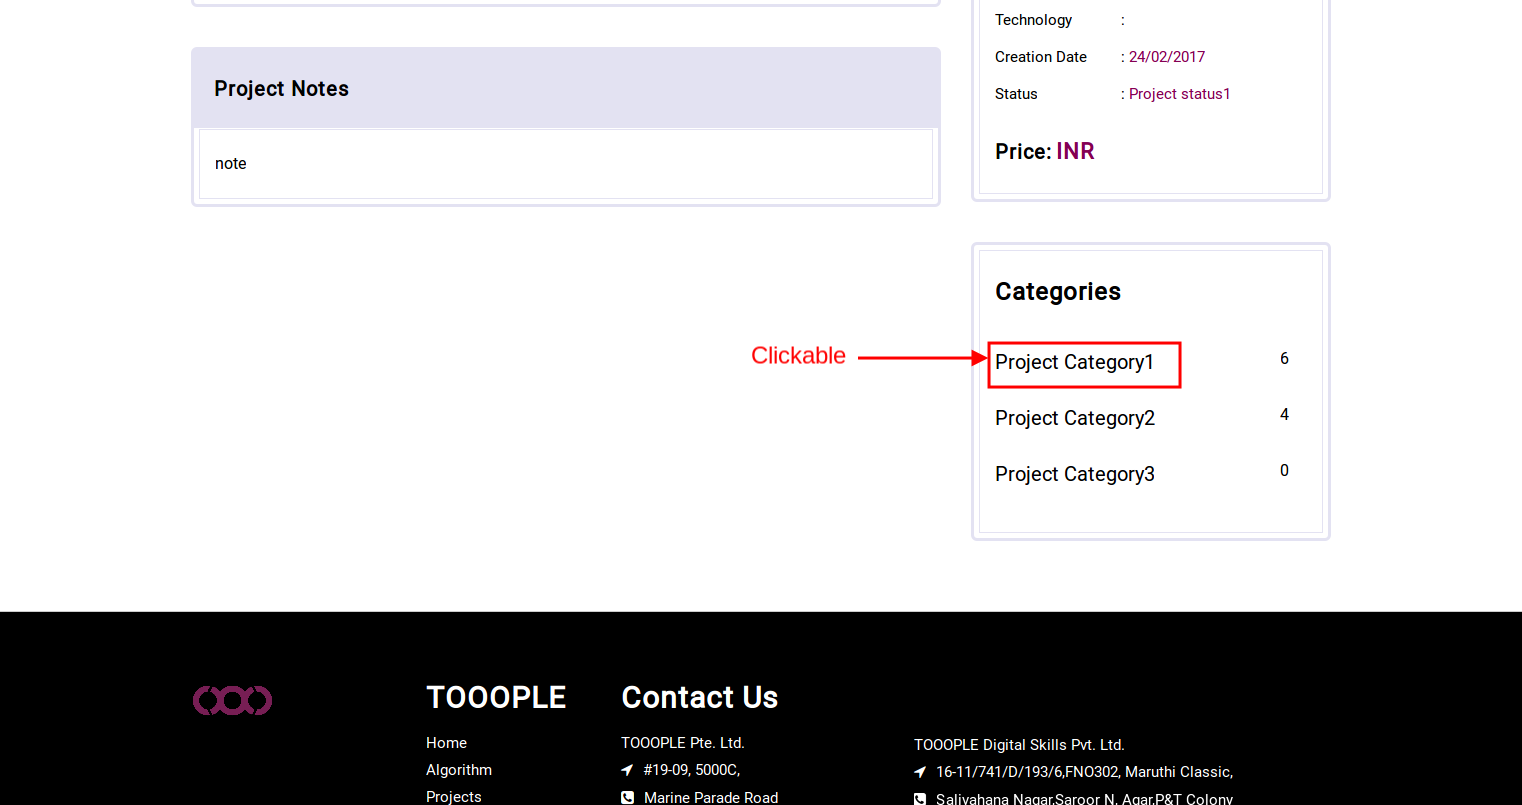 Technology :
Creation Date : 24/02/2017
Status : Project status1
Price: INR
Project Notes
note
Categories
Clickable
Project Category1 6
Project Category2 4
Project Category3 0
TOOOPLE
Home
Algorithm
Projects
Contact Us
TOOOPLE Pte. Ltd.
#19-09, 5000C,
Marine Parade Road
TOOOPLE Digital Skills Pvt. Ltd.
16-11/741/D/193/6,FNO302, Maruthi Classic,
Salivahana Nagar,Saroor N, Agar,P&T Colony